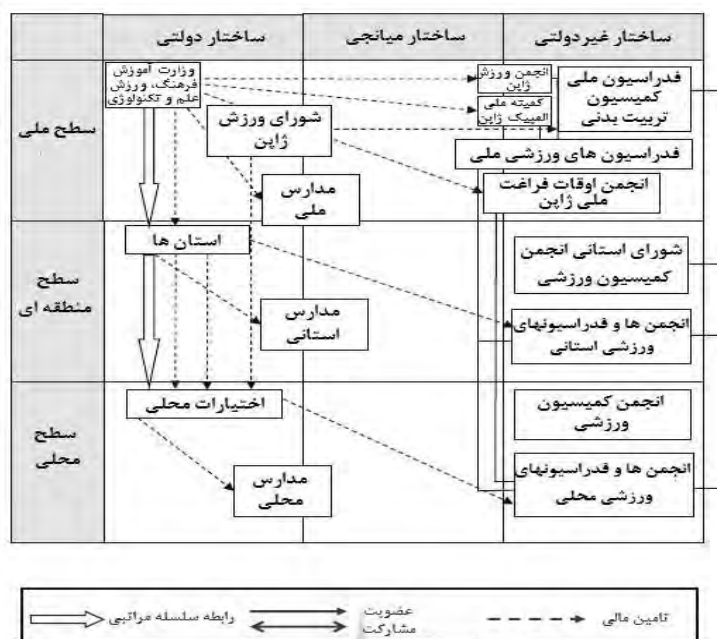 ساختار دولتی
ساختار میانجی
ساختار غیردولتی
سطح ملی
وزارت آموزش
فرهنگ، ورزش
علم و تکنولوژی
شورای ورزش
ژاپن
مدارس
ملی
انجمن ورزش
ژاپن
کمیته ملی
المپیک ژاپن
فدراسیون ملی
کمیسیون
تربیت بدنی
فدراسیون های ورزشی ملی
انجمن اوقات فراغت
ملی ژاپن
سطح
منطقه ای
استان ها
مدارس
استانی
شورای استانی انجمن
کمیسیون ورزشی
انجمن ها و فدراسیونهای
ورزشی استانی
سطح
محلی
اختیارات محلی
مدارس
محلی
انجمن کمیسیون
ورزشی
انجمن ها و فدراسیونهای
ورزشی محلی
رابطه سلسله مراتبی
عضویت
مشارکت
تامین مالی